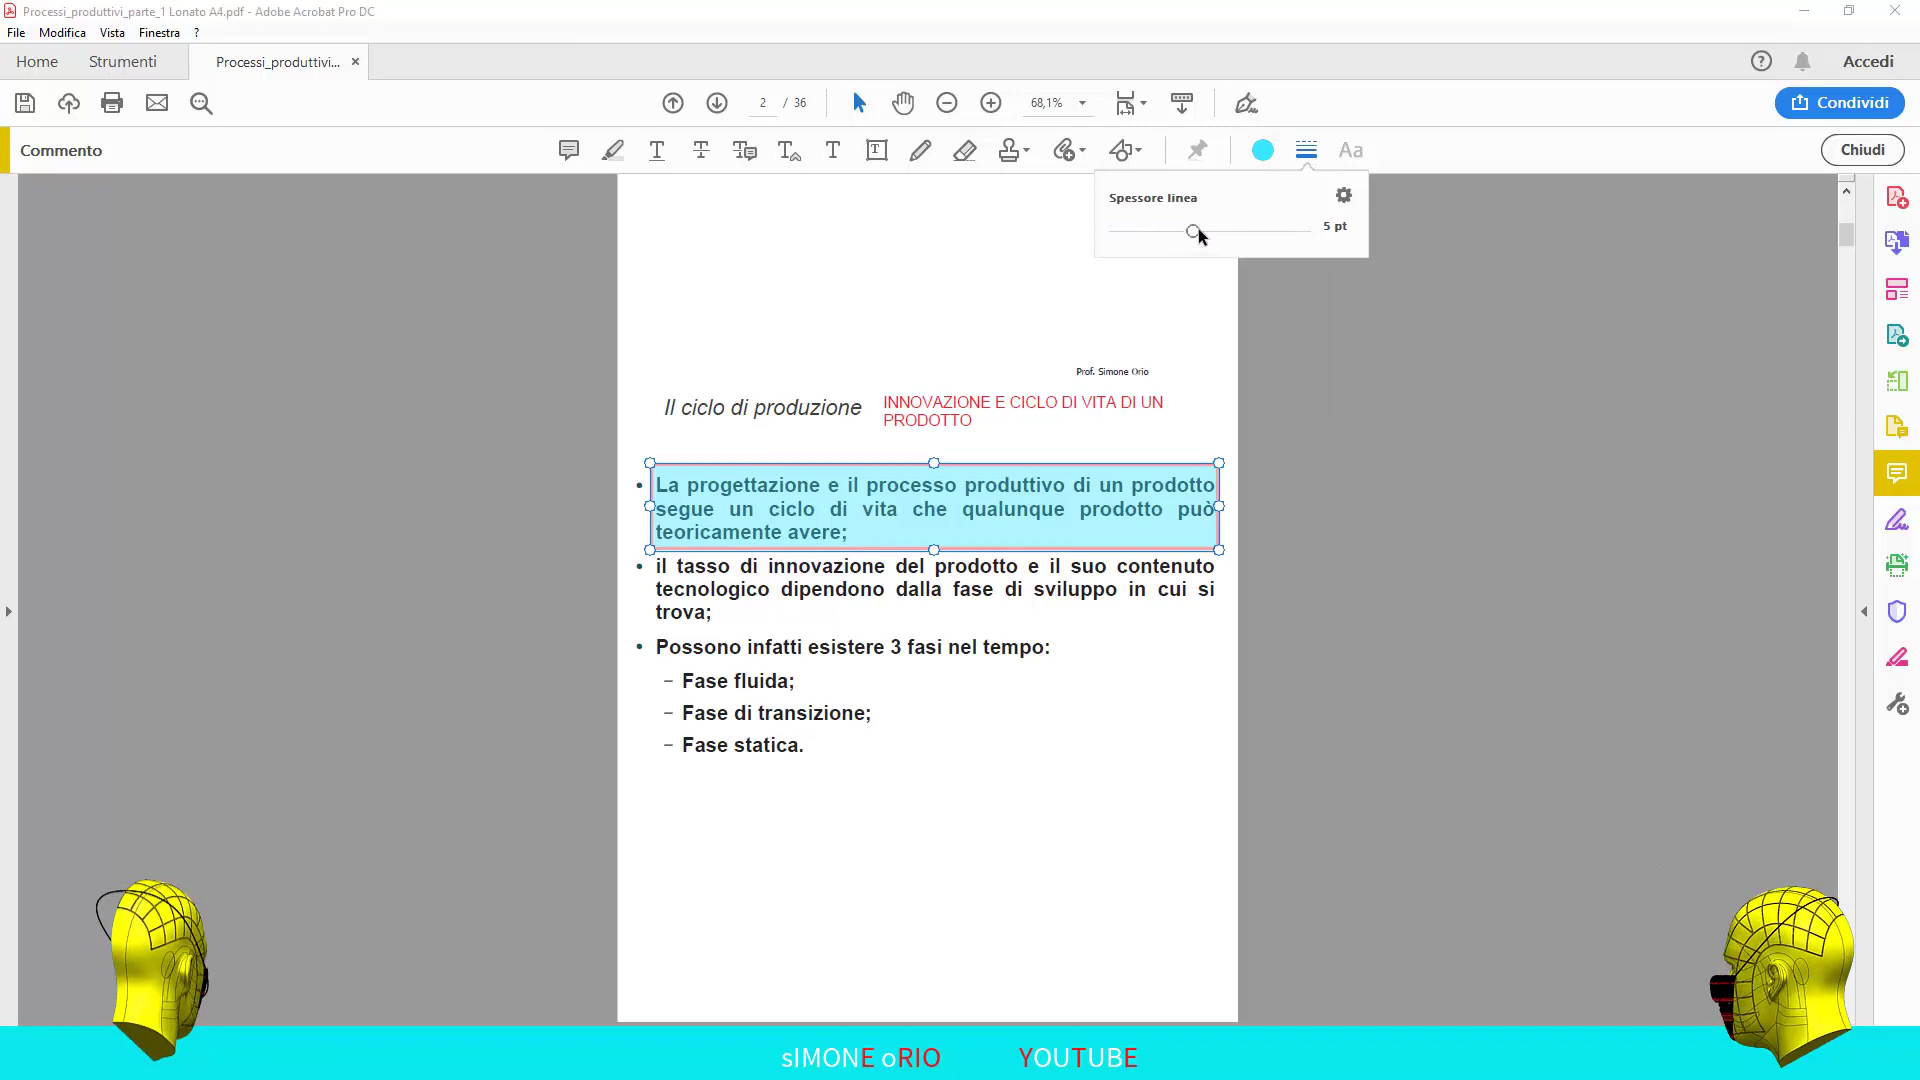 Processi_produttivi_parte_1 Lonato A4.pdf - Adobe Acrobat Pro DC
File Modifica Vista Finestra ?
Home Strumenti Processi_produttivi... × Accedi
2 / 36 68,1% Condividi
Commento Aa Chiudi
Spessore linea
5 pt
Prof. Simone Orio
Il ciclo di produzione
INNOVAZIONE E CICLO DI VITA DI UN
PRODOTTO
• La progettazione e il processo produttivo di un prodotto
segue un ciclo di vita che qualunque prodotto può
teoricamente avere;
• il tasso di innovazione del prodotto e il suo contenuto
tecnologico dipendono dalla fase di sviluppo in cui si
trova;
• Possono infatti esistere 3 fasi nel tempo:
– Fase fluida;
– Fase di transizione;
– Fase statica.
sIMONE oRIO YOUTUBE